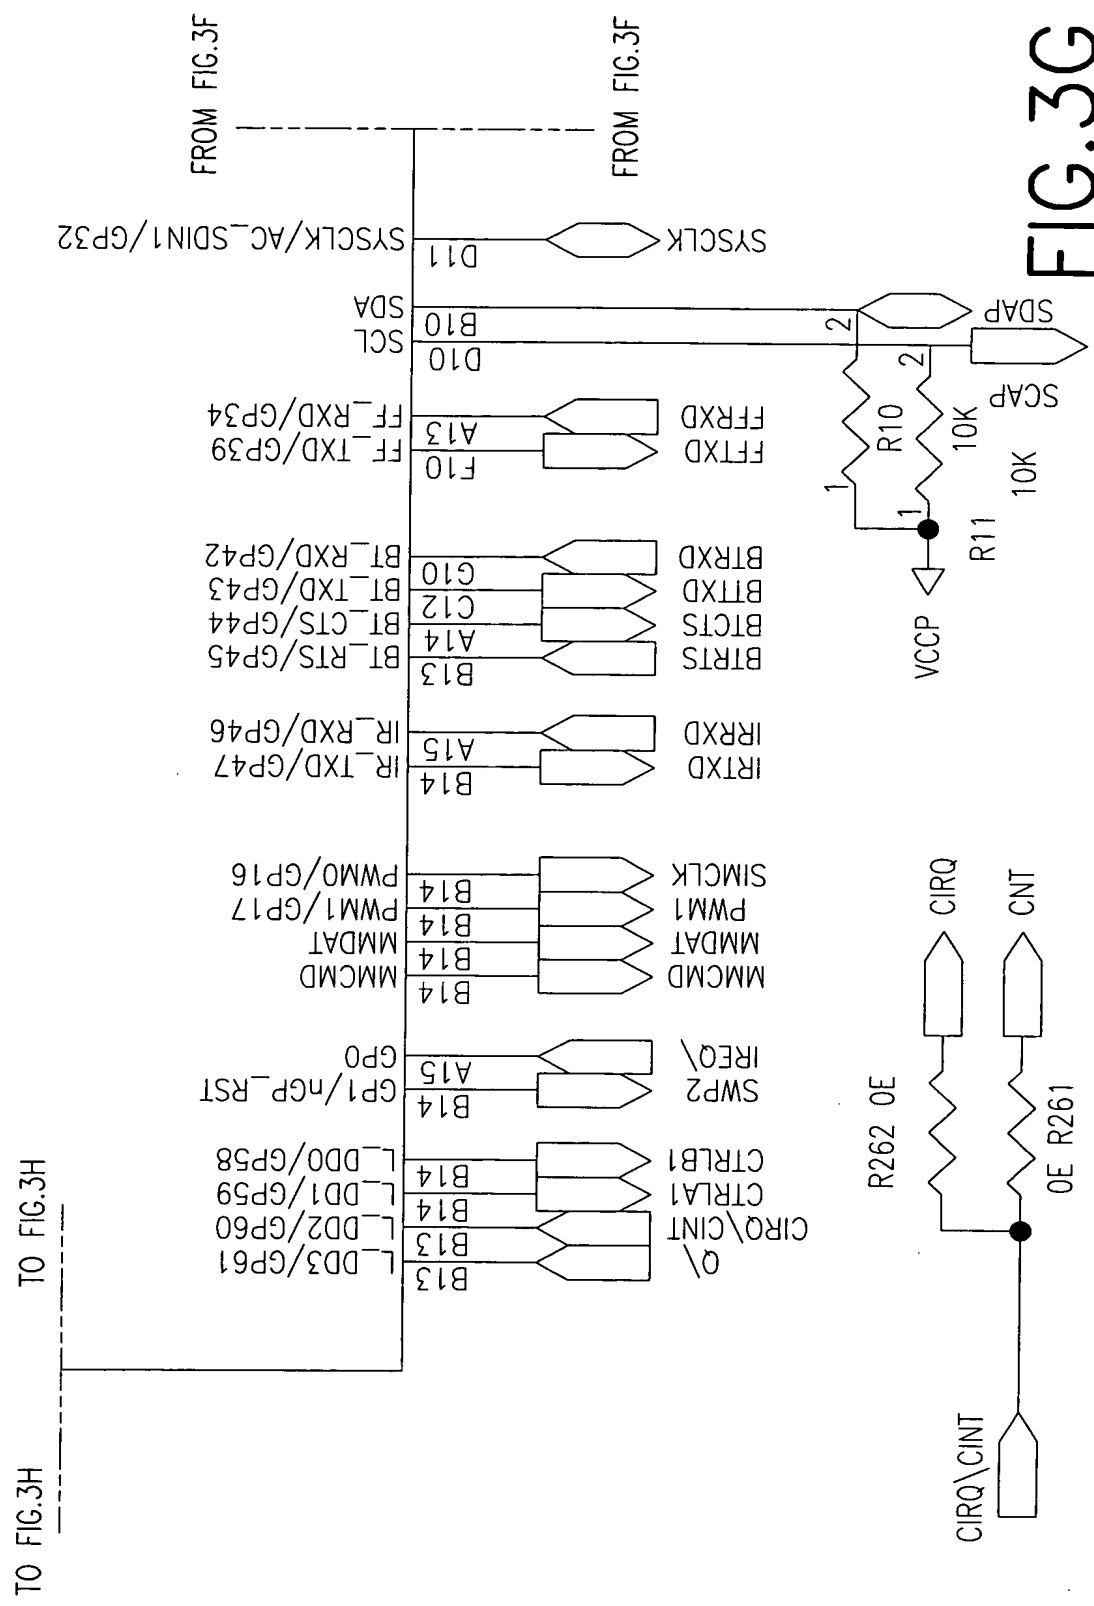 TO FIG.3H
TO FIG.3H
FROM FIG.3F
FROM FIG.3F
SYSCLK/AC_SDIN1/GP32
D11
SYSCLK
SDA
B10
SDAP
SCL
D10
SCAP
FF_RXD/GP34
A13
FFRXD
FF_TXD/GP39
F10
FFTXD
BT_RXD/GP42
G10
BTRXD
BT_TXD/GP43
C12
BTTXD
BT_CTS/GP44
A14
BTCTS
BT_RTS/GP45
B13
BTRTS
IR_RXD/GP46
A15
IRRXD
IR_TXD/GP47
B14
IRTXD
PWM0/GP16
B14
SIMCLK
PWM1/GP17
B14
PWM1
MMDAT
B14
MMDAT
MMCMD
B14
MMCMD
GP0
A15
IREQ\
GP1/nGP_RST
B14
SWP2
L_DD0/GP58
B14
CTRLB1
L_DD1/GP59
B14
CTRLA1
L_DD2/GP60
B13
CIRQ\CINT
L_DD3/GP61
B13
Q\
1
2
R10
10K
1
2
R11
10K
VCCP
CIRQ\CINT
R262 0E
CIRQ
0E R261
CNT
FIG.3G